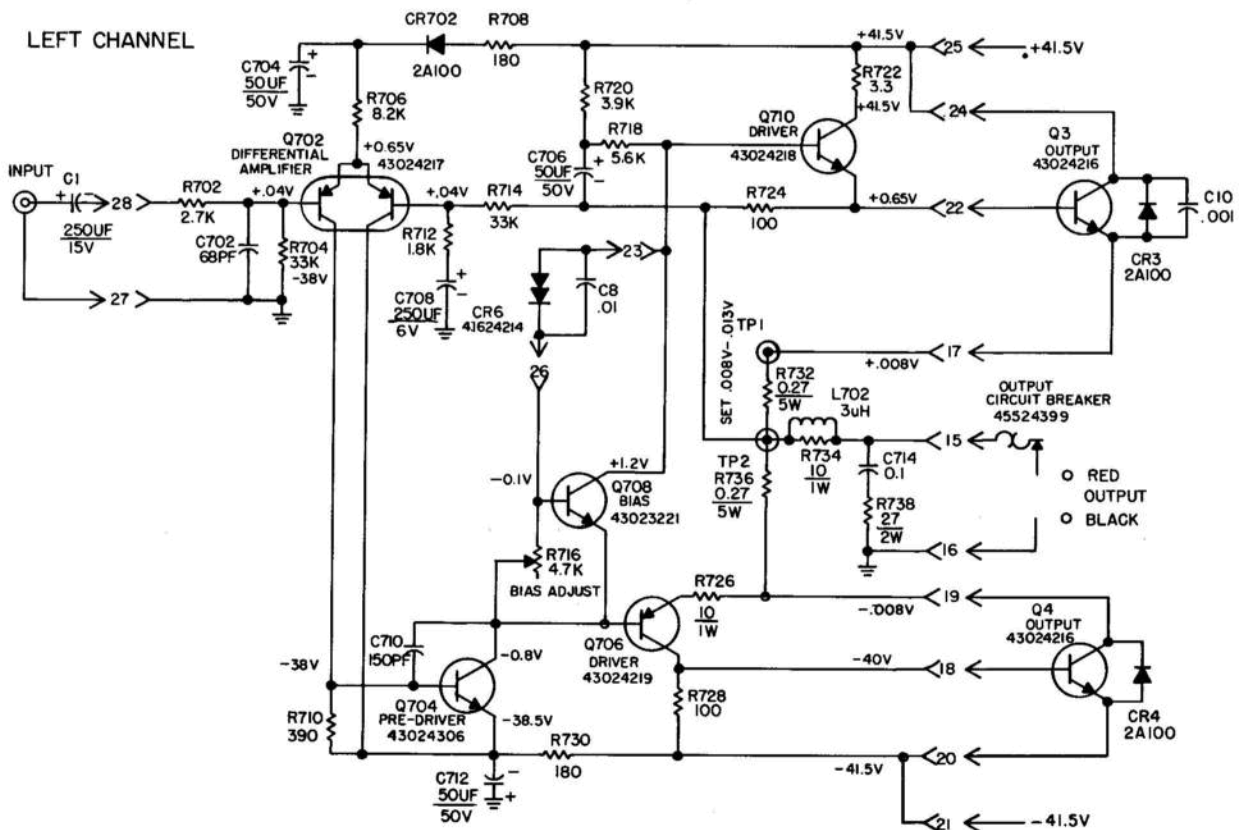 LEFT CHANNEL
CR702
2A100
R708
180
+41.5V
25
+41.5V
C704
50UF
50V
+
-
R706
8.2K
R720
3.9K
R722
3.3
+41.5V
24
Q702
DIFFERENTIAL
AMPLIFIER
43024217
+0.65V
R718
5.6K
Q710
DRIVER
43024218
Q3
OUTPUT
43024216
INPUT
C1
+
-
250UF
15V
28
R702
2.7K
+.04V
+.04V
R714
33K
C706
50UF
50V
+
-
R724
100
+0.65V
22
C10
.001
CR3
2A100
C702
68PF
R704
33K
-38V
R712
1.8K
27
C708
250UF
6V
+
-
CR6
41624214
C8
.01
23
26
SET .008V-.013V
TP1
+.008V
17
R732
0.27
5W
L702
3uH
OUTPUT
CIRCUIT BREAKER
45524399
15
TP2
R734
10
1W
C714
0.1
R736
0.27
5W
R738
27
2W
RED
OUTPUT
BLACK
16
-0.1V
+1.2V
Q708
BIAS
43023221
R716
4.7K
BIAS ADJUST
R726
10
1W
-.008V
19
Q4
OUTPUT
43024216
C710
150PF
-0.8V
Q706
DRIVER
43024219
-40V
18
-38V
Q704
PRE-DRIVER
43024306
R728
100
R710
390
-38.5V
R730
180
CR4
2A100
-41.5V
20
C712
50UF
50V
-
+
21
-41.5V